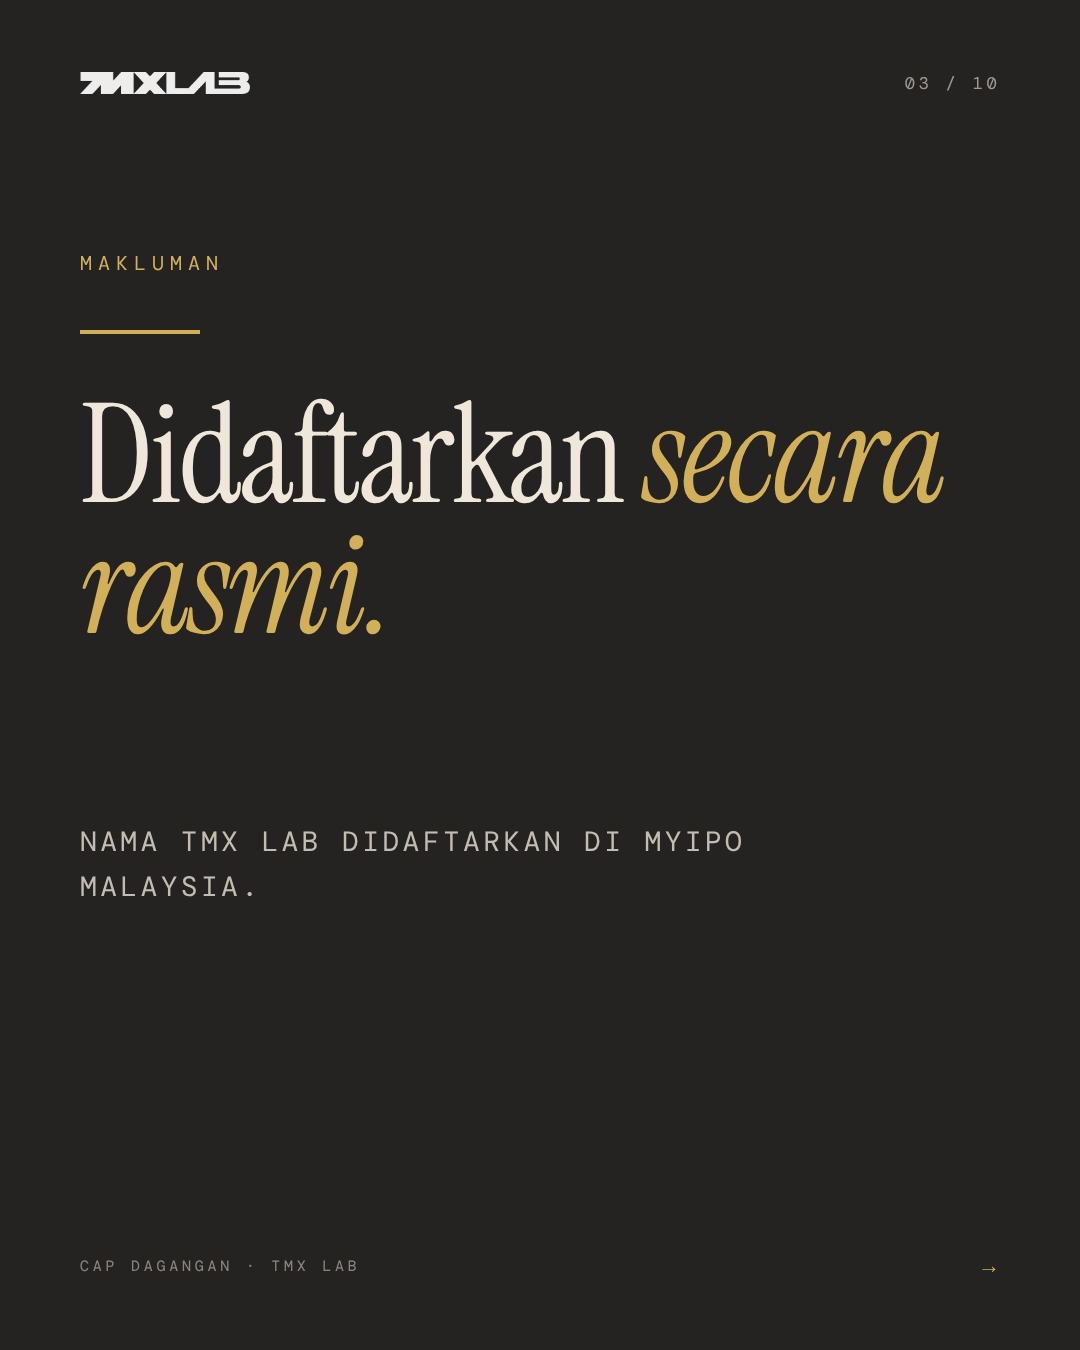 TMXLAB
03 / 10
MAKLUMAN
Didaftarkan secara
rasmi.
NAMA TMX LAB DIDAFTARKAN DI MYIPO
MALAYSIA.
CAP DAGANGAN · TMX LAB
→